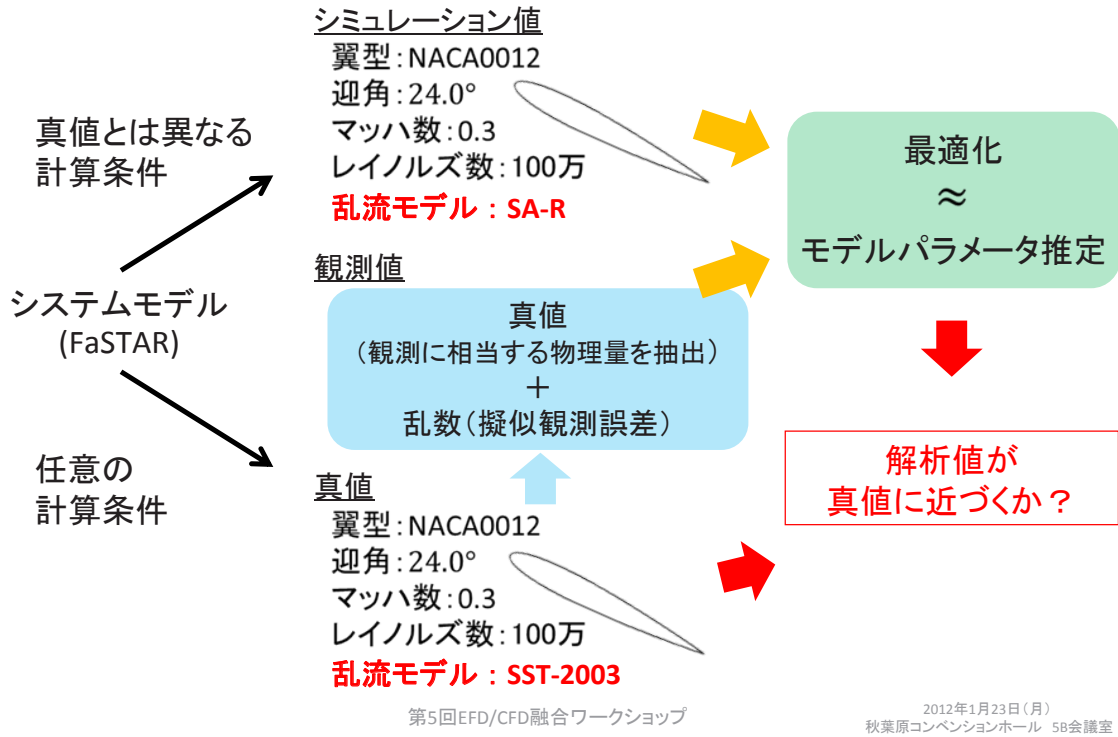 シミュレーション値
翼型:NACA0012
迎角:24.0°
マッハ数:0.3
レイノルズ数:100万
乱流モデル : SA-R
真値とは異なる
計算条件
最適化
≈
モデルパラメータ推定
観測値
真値
(観測に相当する物理量を抽出)
+
乱数(擬似観測誤差)
システムモデル
(FaSTAR)
任意の
計算条件
真値
翼型:NACA0012
迎角:24.0°
マッハ数:0.3
レイノルズ数:100万
乱流モデル : SST-2003
解析値が
真値に近づくか?
第5回EFD/CFD融合ワークショップ
2012年1月23日(月)
秋葉原コンベンションホール 5B会議室